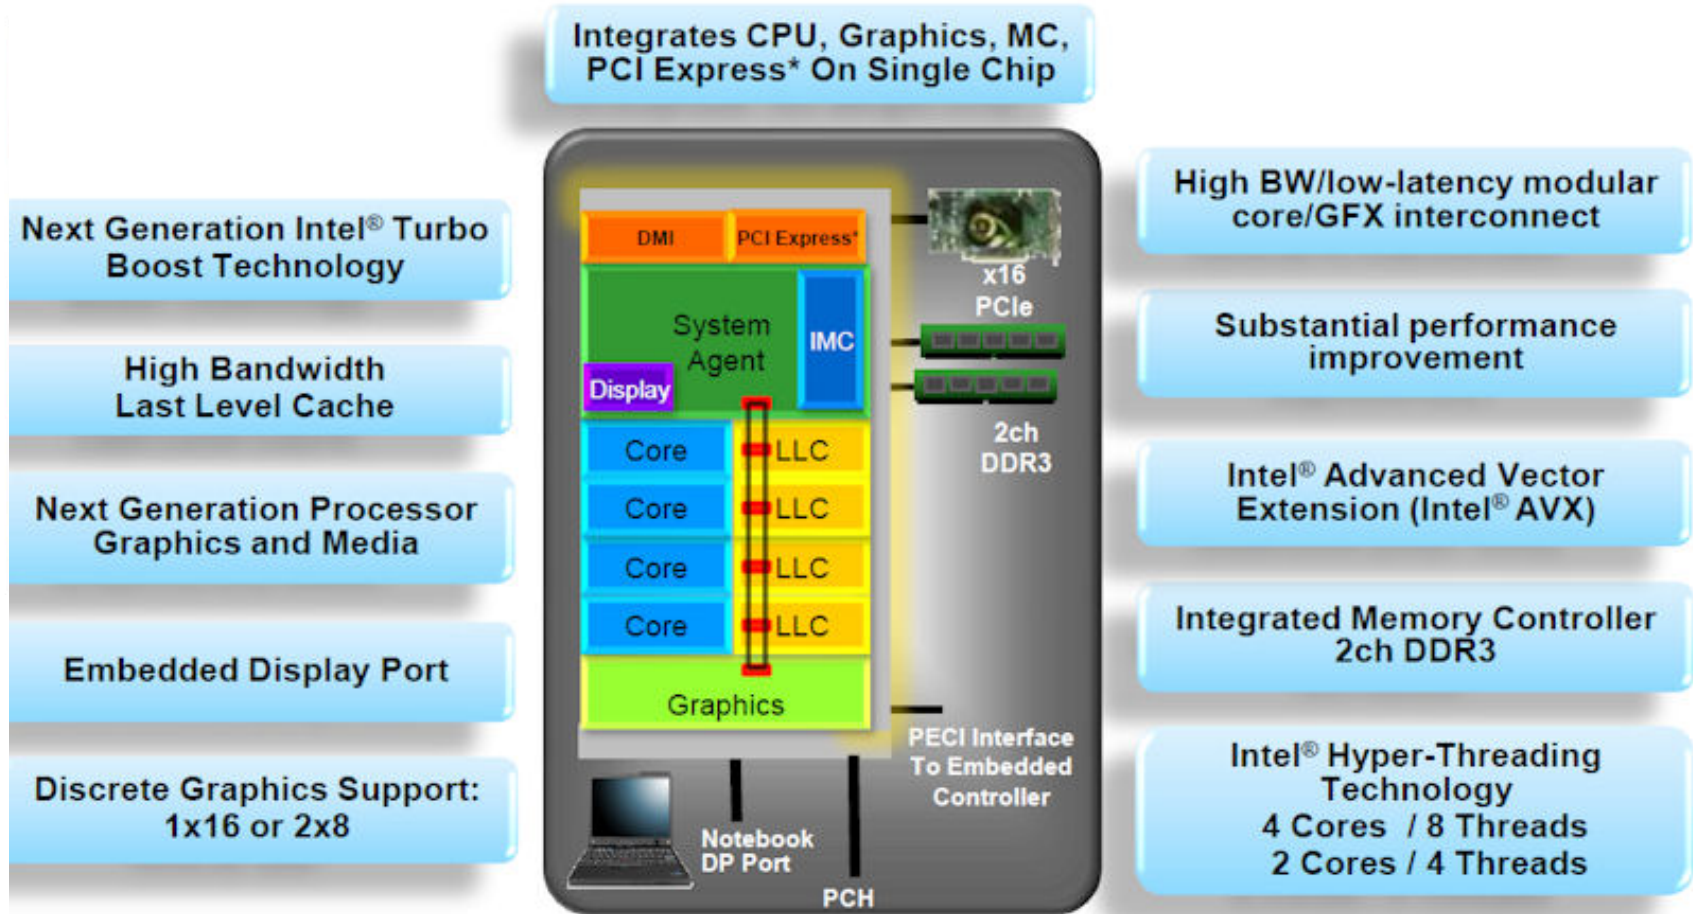 Integrates CPU, Graphics, MC,
PCI Express* On Single Chip
Next Generation Intel® Turbo
Boost Technology
High Bandwidth
Last Level Cache
Next Generation Processor
Graphics and Media
Embedded Display Port
Discrete Graphics Support:
1x16 or 2x8
DMI
PCI Express*
System
Agent
IMC
Display
Core
LLC
Core
LLC
Core
LLC
Core
LLC
Graphics
x16
PCIe
2ch
DDR3
PECI Interface
To Embedded
Controller
Notebook
DP Port
PCH
High BW/low-latency modular
core/GFX interconnect
Substantial performance
improvement
Intel® Advanced Vector
Extension (Intel® AVX)
Integrated Memory Controller
2ch DDR3
Intel® Hyper-Threading
Technology
4 Cores / 8 Threads
2 Cores / 4 Threads